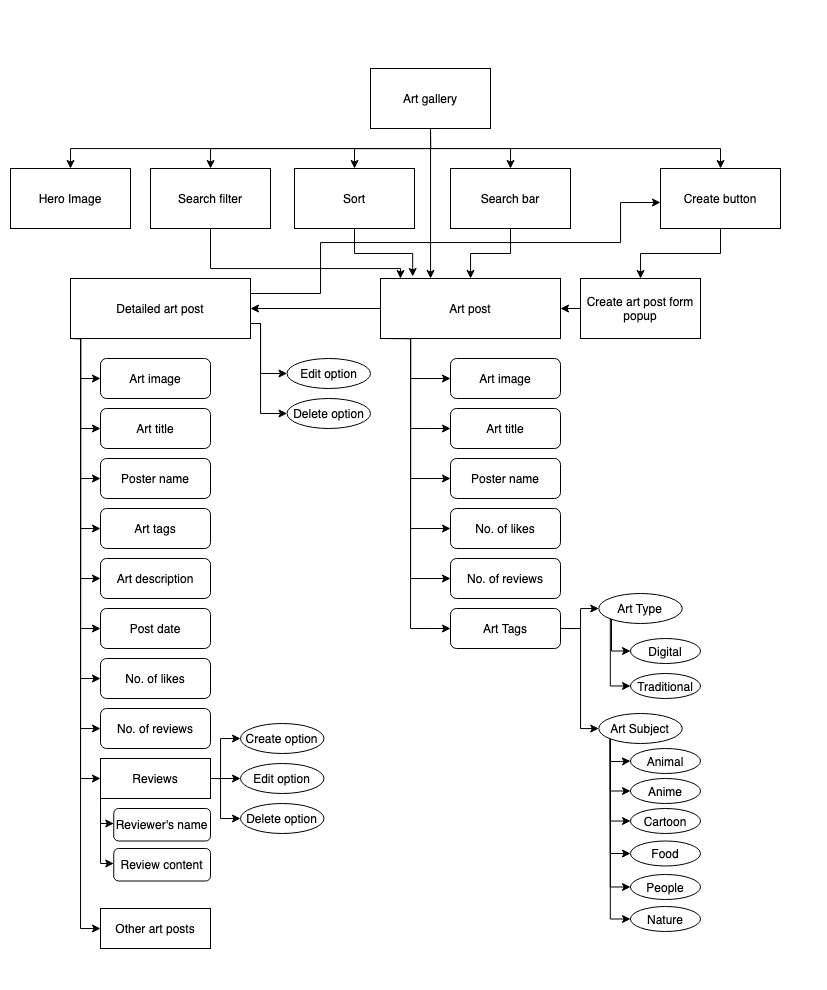 Art gallery
Hero Image
Search filter
Sort
Search bar
Create button
Detailed art post
Art post
Create art post form
popup
Edit option
Delete option
Art image
Art title
Poster name
Art tags
Art description
Post date
No. of likes
No. of reviews
Reviews
Create option
Edit option
Delete option
Reviewer's name
Review content
Other art posts
Art image
Art title
Poster name
No. of likes
No. of reviews
Art Tags
Art Type
Digital
Traditional
Art Subject
Animal
Anime
Cartoon
Food
People
Nature